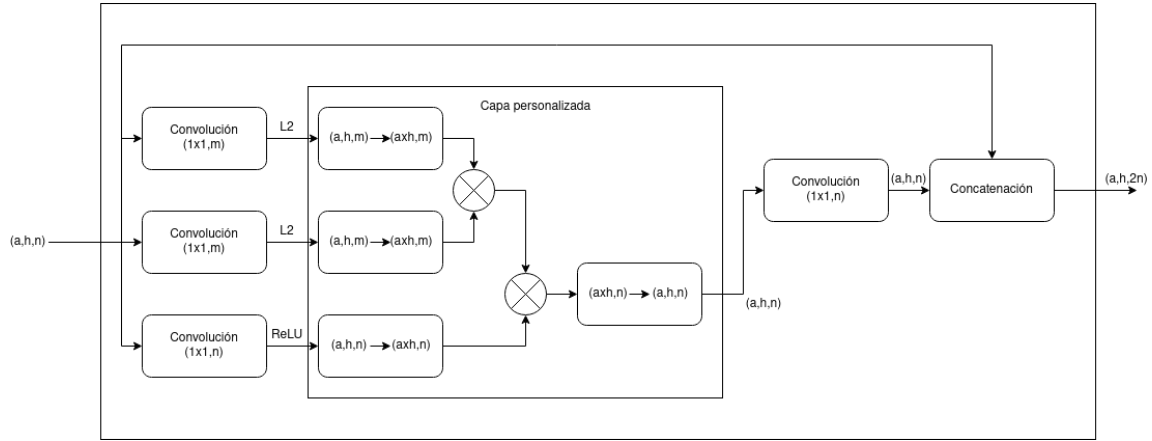 Capa personalizada
Convolución
(1x1,m)
L2
(a,h,m)→(axh,m)
Convolución
(1x1,n)
(a,h,n)
Concatenación
(a,h,2n)
(a,h,n)
Convolución
(1x1,m)
L2
(a,h,m)→(axh,m)
(axh,n)→(a,h,n)
(a,h,n)
Convolución
(1x1,n)
ReLU
(a,h,n)→(axh,n)